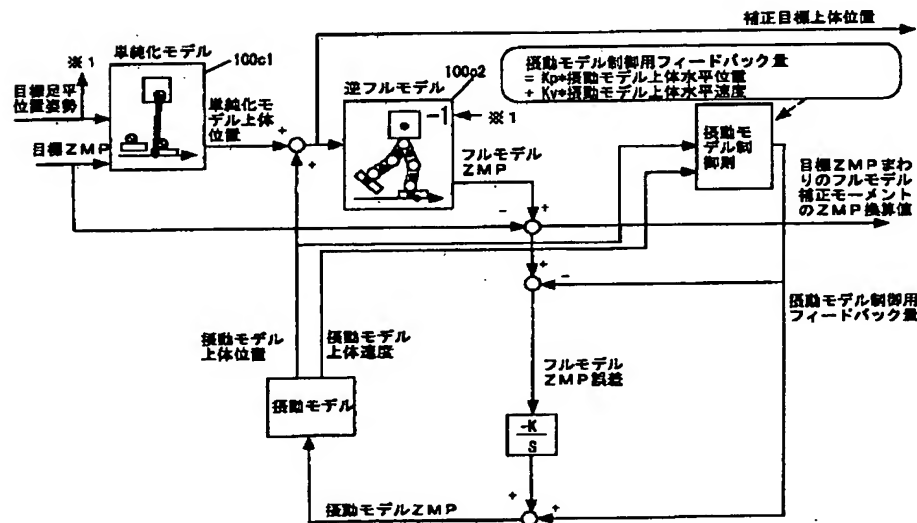 補正目標上体位置
単純化モデル
100c1
※1
目標足平
位置姿勢
目標ZMP
単純化モ
デル上体
位置
逆フルモデル
100c2
-1
※1
フルモデル
ZMP
摂動モデル制御用フィードバック量
= Kp*摂動モデル上体水平位置
+ Kv*摂動モデル上体水平速度
摂動モ
デル制
御則
目標ZMPまわ
りのフルモデル
補正モーメント
のZMP換算値
摂動モデル制御用
フィードバック量
摂動モデル
上体位置
摂動モデル
上体速度
フルモデル
ZMP誤差
摂動モデル
-K
S
摂動モデルZMP
+
+
-
+
+
-
+
+